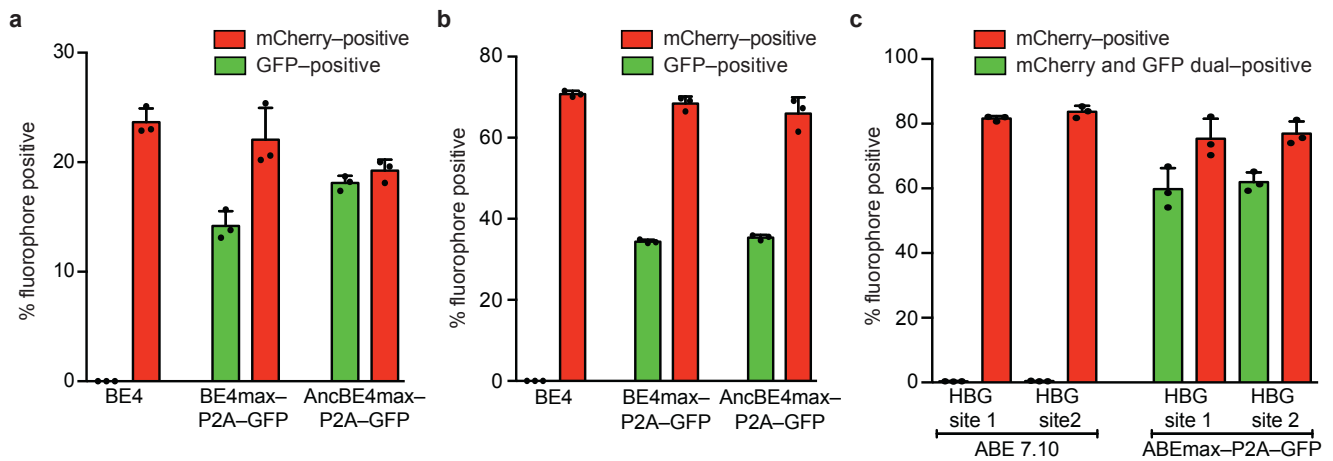 a
% fluorophore positive
30
20
10
0
mCherry–positive
GFP–positive
BE4
BE4max–
P2A–GFP
AncBE4max–
P2A–GFP
b
% fluorophore positive
80
60
40
20
0
mCherry–positive
GFP–positive
BE4
BE4max–
P2A–GFP
AncBE4max–
P2A–GFP
c
% fluorophore positive
100
80
60
40
20
0
mCherry–positive
mCherry and GFP dual–positive
HBG
site 1
HBG
site2
HBG
site 1
HBG
site 2
ABE 7.10
ABEmax–P2A–GFP